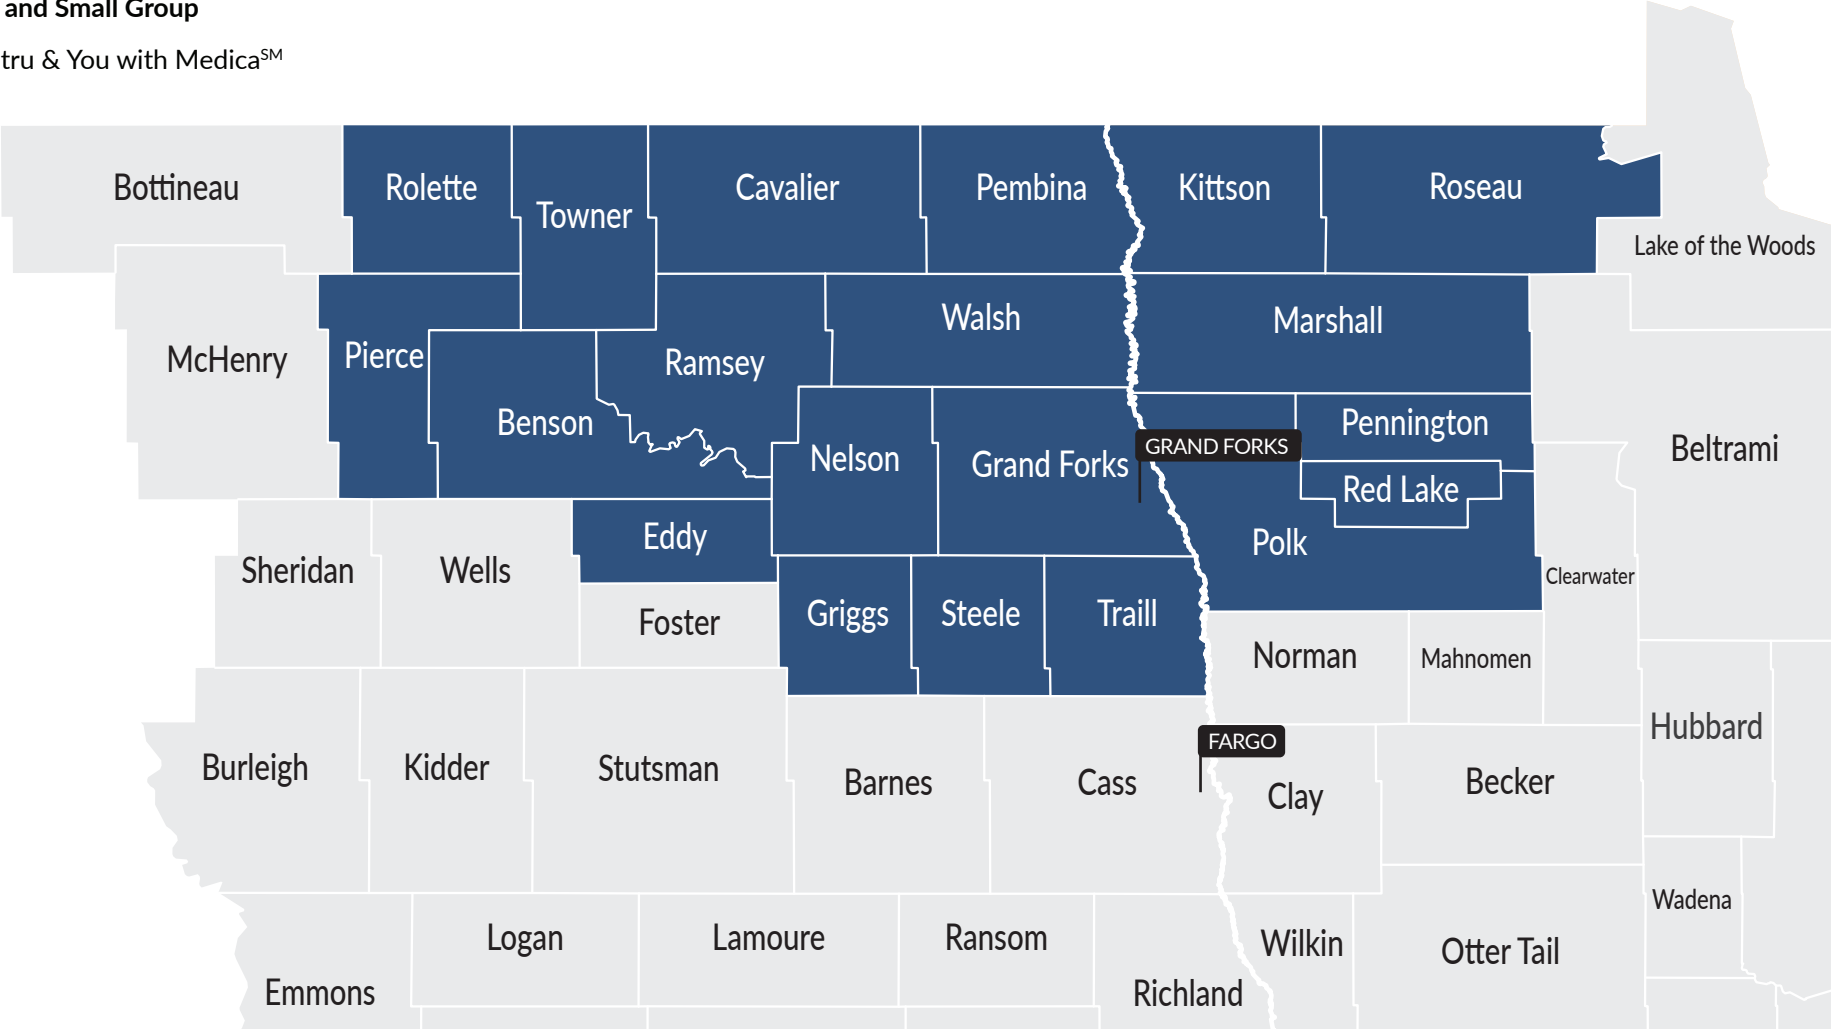 and Small Group
tru & You with Medica℠
Bottineau
Rolette
Towner
Cavalier
Pembina
Kittson
Roseau
Lake of the Woods
McHenry
Pierce
Benson
Ramsey
Walsh
Marshall
Nelson
Grand Forks
GRAND FORKS
Pennington
Red Lake
Polk
Beltrami
Sheridan
Wells
Eddy
Foster
Griggs
Steele
Traill
Clearwater
Norman
Mahnomen
Hubbard
Burleigh
Kidder
Stutsman
Barnes
Cass
FARGO
Clay
Becker
Wadena
Emmons
Logan
Lamoure
Ransom
Richland
Wilkin
Otter Tail